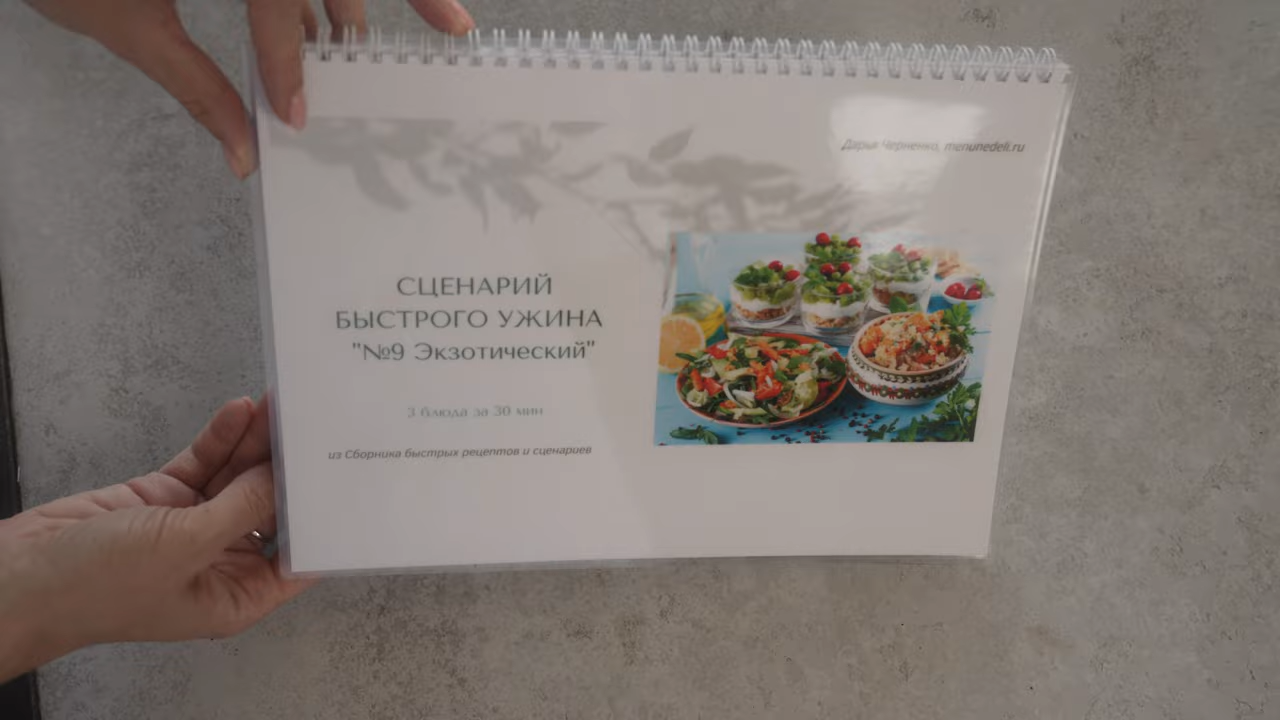 Дарья Черненко, menunedeli.ru
СЦЕНАРИЙ
БЫСТРОГО УЖИНА
"№9 Экзотический"
3 блюда за 30 мин
из Сборника быстрых рецептов и сценариев